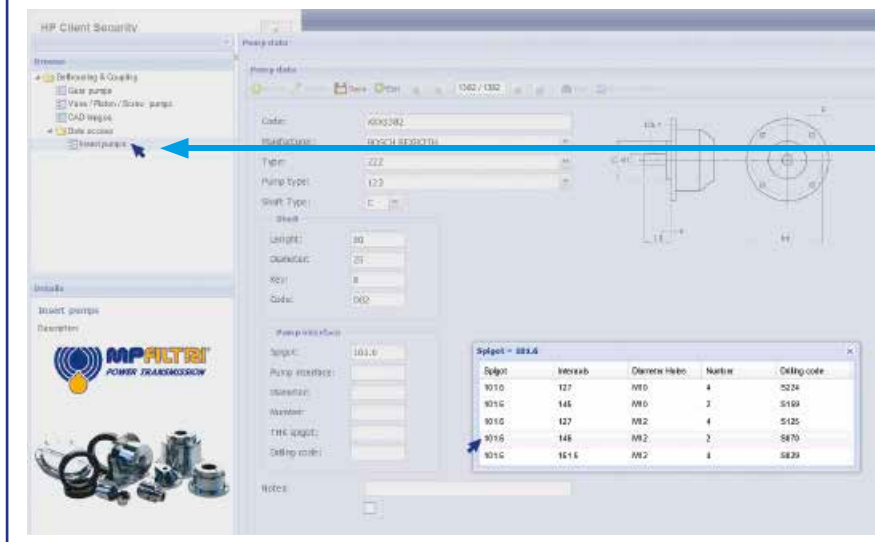 HP Client Security
Browse
Bellhousing & Coupling
Gear pumps
Vane / Piston / Screw pumps
CAD images
Data access
Insert pumps
Details
Insert pumps
Description
MPFILTRI
POWER TRANSMISSION
Pump data
Pump data
Save
1382 / 1382
Code:
Manufacturer:
BOSCH REXROTH
Type:
222
Pump type:
123
Shaft Type:
C
Shaft
Lenght:
Diameter:
25
Key:
8
Code:
002
Pump interface
Spigot:
101.6
Pump interface:
Diameter:
Number:
THK spigot:
Drilling code:
Notes:
Spigot = 101.6
Spigot Intervals Diameter Holes Number Drilling code
101.6 127 M10 4 S224
101.6 146 M10 2 S169
101.6 127 M12 4 S125
101.6 146 M12 2 S070
101.6 161.6 M12 4